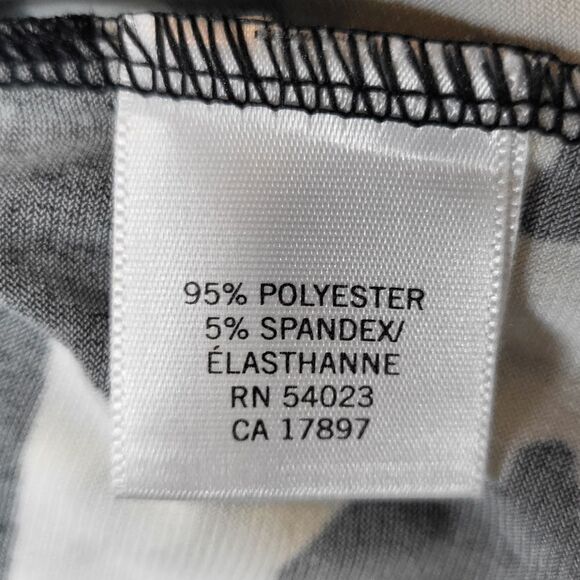 95% POLYESTER
5% SPANDEX/
ÉLASTHANNE
RN 54023
CA 17897